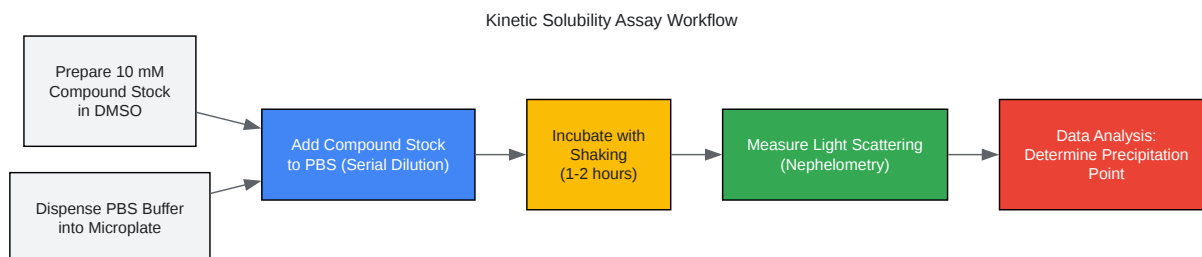 Kinetic Solubility Assay Workflow
Prepare 10 mM
Compound Stock
in DMSO
Dispense PBS Buffer
into Microplate
Add Compound Stock
to PBS (Serial Dilution)
Incubate with
Shaking
(1-2 hours)
Measure Light Scattering
(Nephelometry)
Data Analysis:
Determine Precipitation
Point